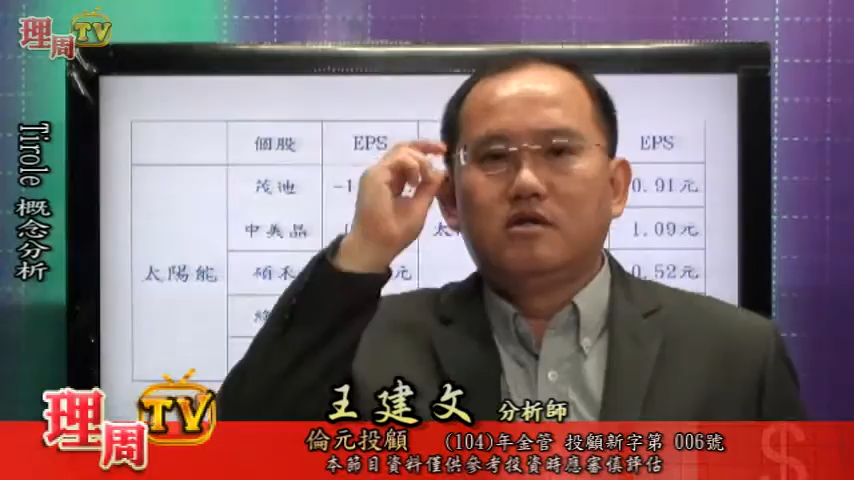 理周TV
Tirole 概念分析
個股 EPS EPS
茂迪 0.91元
中美晶 1.09元
太陽能 碩禾 元 0.52元
理周TV
王建文 分析師
倫元投顧 (104)年金管 投顧新字第 006號
本節目資料僅供參考投資時應審慎評估